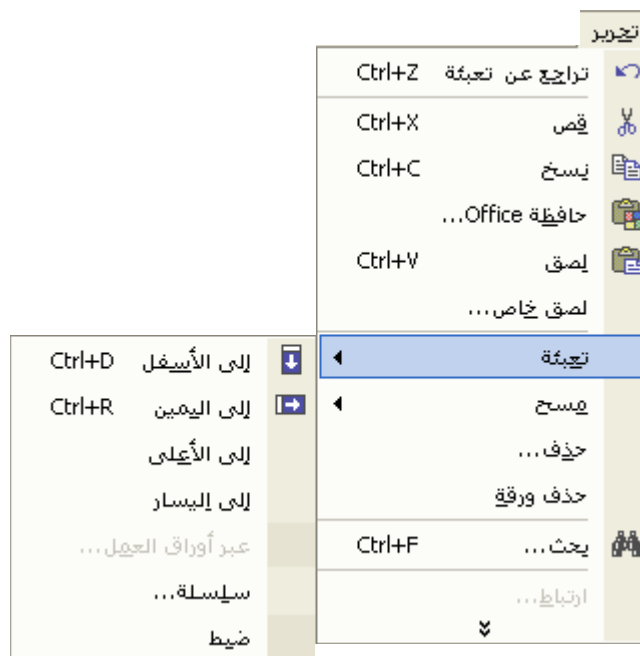 تحرير
تراجع عن تعبئة Ctrl+Z
قص Ctrl+X
نسخ Ctrl+C
حافظة Office...
لصق Ctrl+V
لصق خاص...
تعبئة
مسح
حذف...
حذف ورقة
بحث... Ctrl+F
ارتباط...
إلى الأسفل Ctrl+D
إلى اليمين Ctrl+R
إلى الأعلى
إلى اليسار
عبر أوراق العمل...
سلسلة...
ضبط